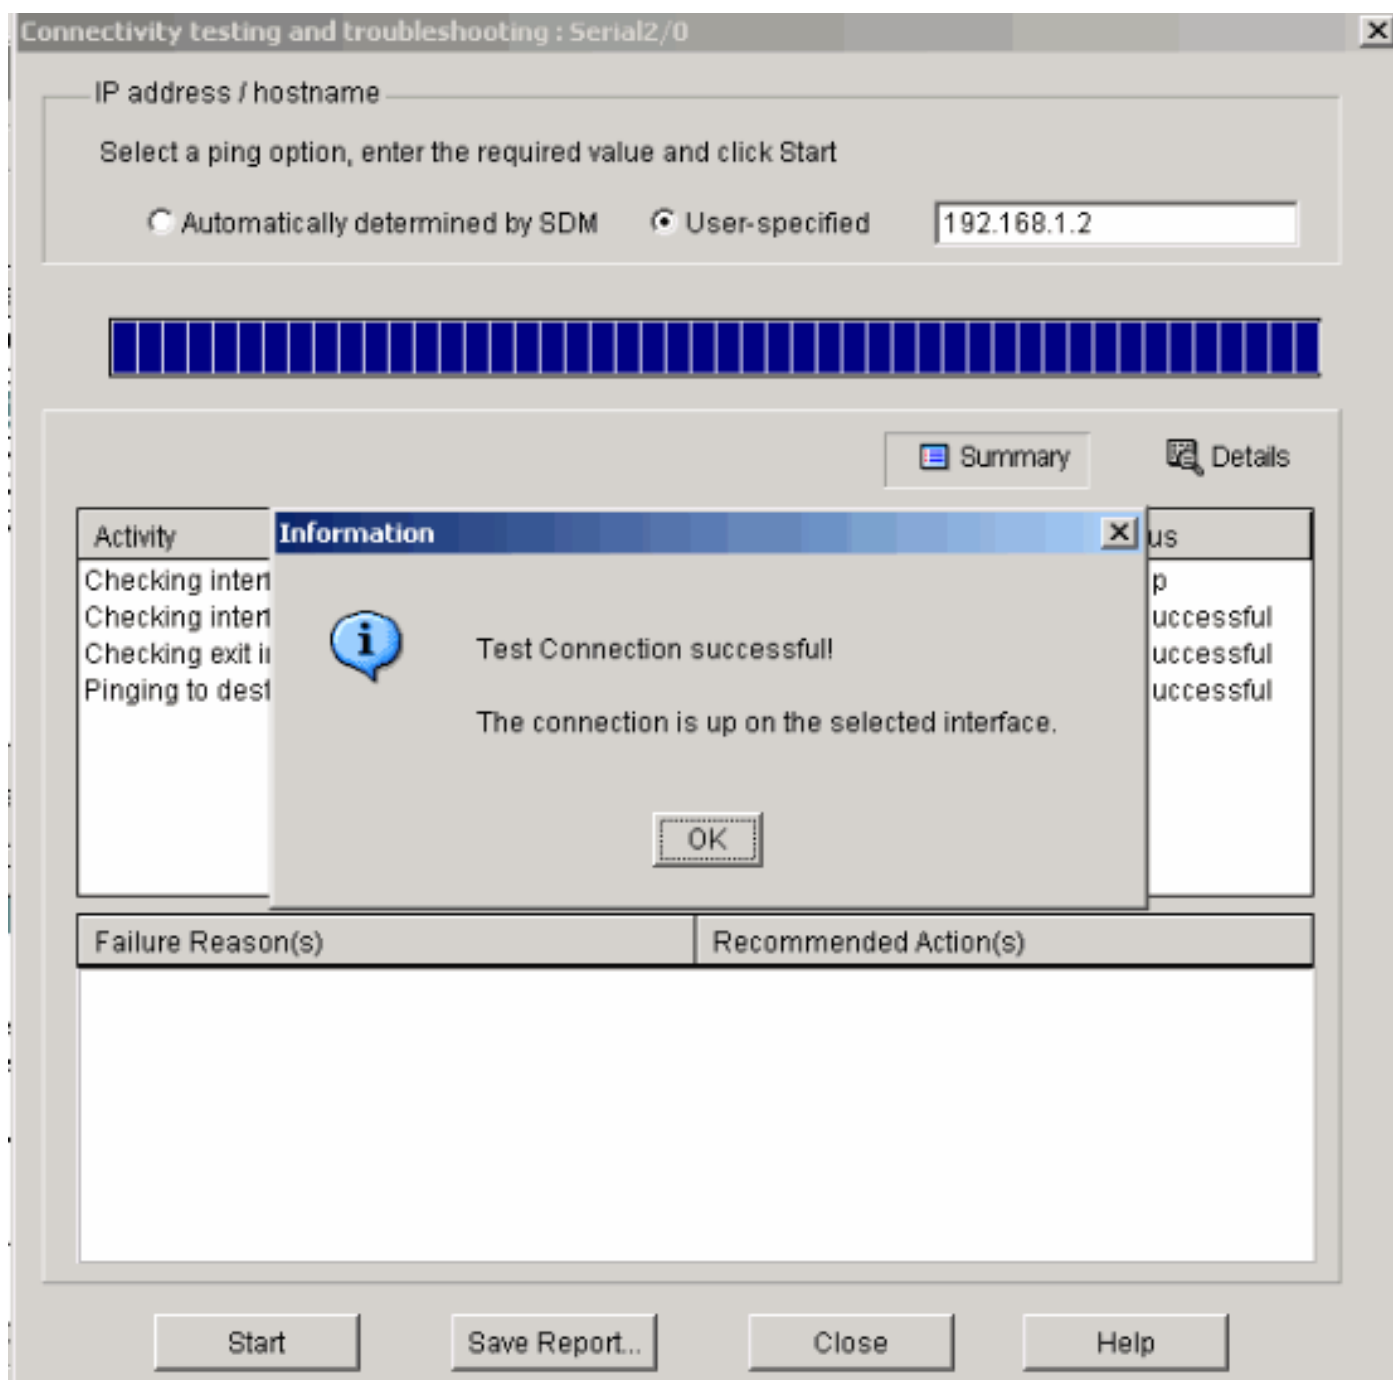 Connectivity testing and troubleshooting : Serial2/0
IP address / hostname
Select a ping option, enter the required value and click Start
Automatically determined by SDM User-specified 192.168.1.2
Summary Details
Activity
Information
us
Checking inter
p
Checking inter
uccessful
Checking exit i
uccessful
Pinging to dest
uccessful
Test Connection successful!
The connection is up on the selected interface.
OK
Failure Reason(s) Recommended Action(s)
Start Save Report... Close Help